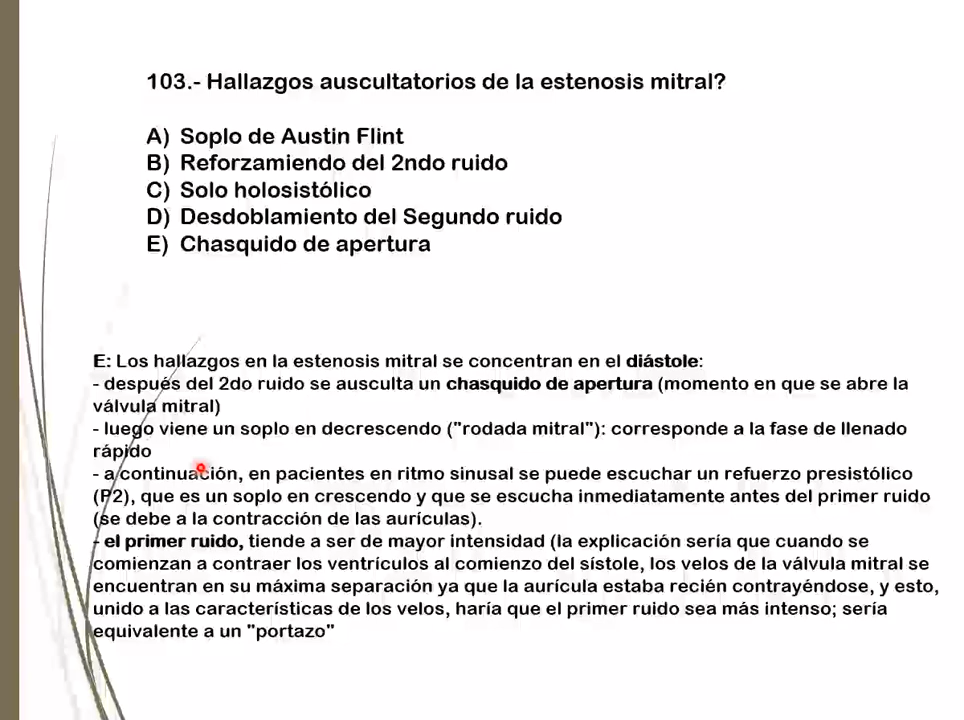 103.- Hallazgos auscultatorios de la estenosis mitral?
A) Soplo de Austin Flint
B) Reforzamiendo del 2ndo ruido
C) Solo holosistólico
D) Desdoblamiento del Segundo ruido
E) Chasquido de apertura
E: Los hallazgos en la estenosis mitral se concentran en el diástole:
- después del 2do ruido se ausculta un chasquido de apertura (momento en que se abre la
válvula mitral)
- luego viene un soplo en decrescendo ("rodada mitral"): corresponde a la fase de llenado
rápido
- a continuación, en pacientes en ritmo sinusal se puede escuchar un refuerzo presistólico
(P2), que es un soplo en crescendo y que se escucha inmediatamente antes del primer ruido
(se debe a la contracción de las aurículas).
- el primer ruido, tiende a ser de mayor intensidad (la explicación sería que cuando se
comienzan a contraer los ventrículos al comienzo del sístole, los velos de la válvula mitral se
encuentran en su máxima separación ya que la aurícula estaba recién contrayéndose, y esto,
unido a las características de los velos, haría que el primer ruido sea más intenso; sería
equivalente a un "portazo"